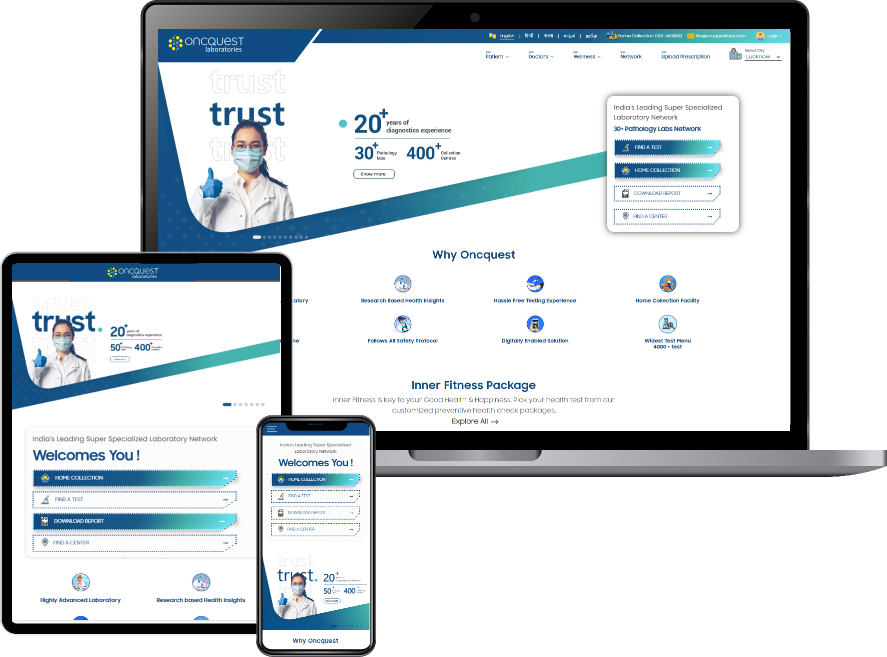 oncquest
laboratories
English | हिन्दी | বাংলা | ಕನ್ನಡ | தமிழ்
Home Collection:
Login
Patient
Doctors
Wellness
Network
Upload Prescription
Select City
Lucknow
trust
trust
trust
20+ years of
diagnostics experience
30+ Pathology
labs
400+ Collection
Centres
Know more
India's Leading Super Specialized
Laboratory Network
30+ Pathology Labs Network
FIND A TEST
HOME COLLECTION
DOWNLOAD REPORT
FIND A CENTER
Why Oncquest
Research Based Health Insights
Hassle Free Testing Experience
Home Collection Facility
Follows All Safety Protocol
Digitally Enabled Solution
Widest Test Menu
4000 + test
Inner Fitness Package
Inner Fitness is key to your Good Health & Happiness. Pick your health test from our
customized preventive health check packages.
Explore All →
oncquest
laboratories
trust.
20+ years of
diagnostics experience
50+
400+
India's Leading Super Specialized Laboratory Network
Welcomes You !
HOME COLLECTION
FIND A TEST
DOWNLOAD REPORT
FIND A CENTER
Highly Advanced Laboratory
Research based Health Insights
India's Leading Super Specialized
Laboratory Network
Welcomes You !
HOME COLLECTION
FIND A TEST
DOWNLOAD REPORT
FIND A CENTER
trust
trust.
20+
50+
400+
Why Oncquest